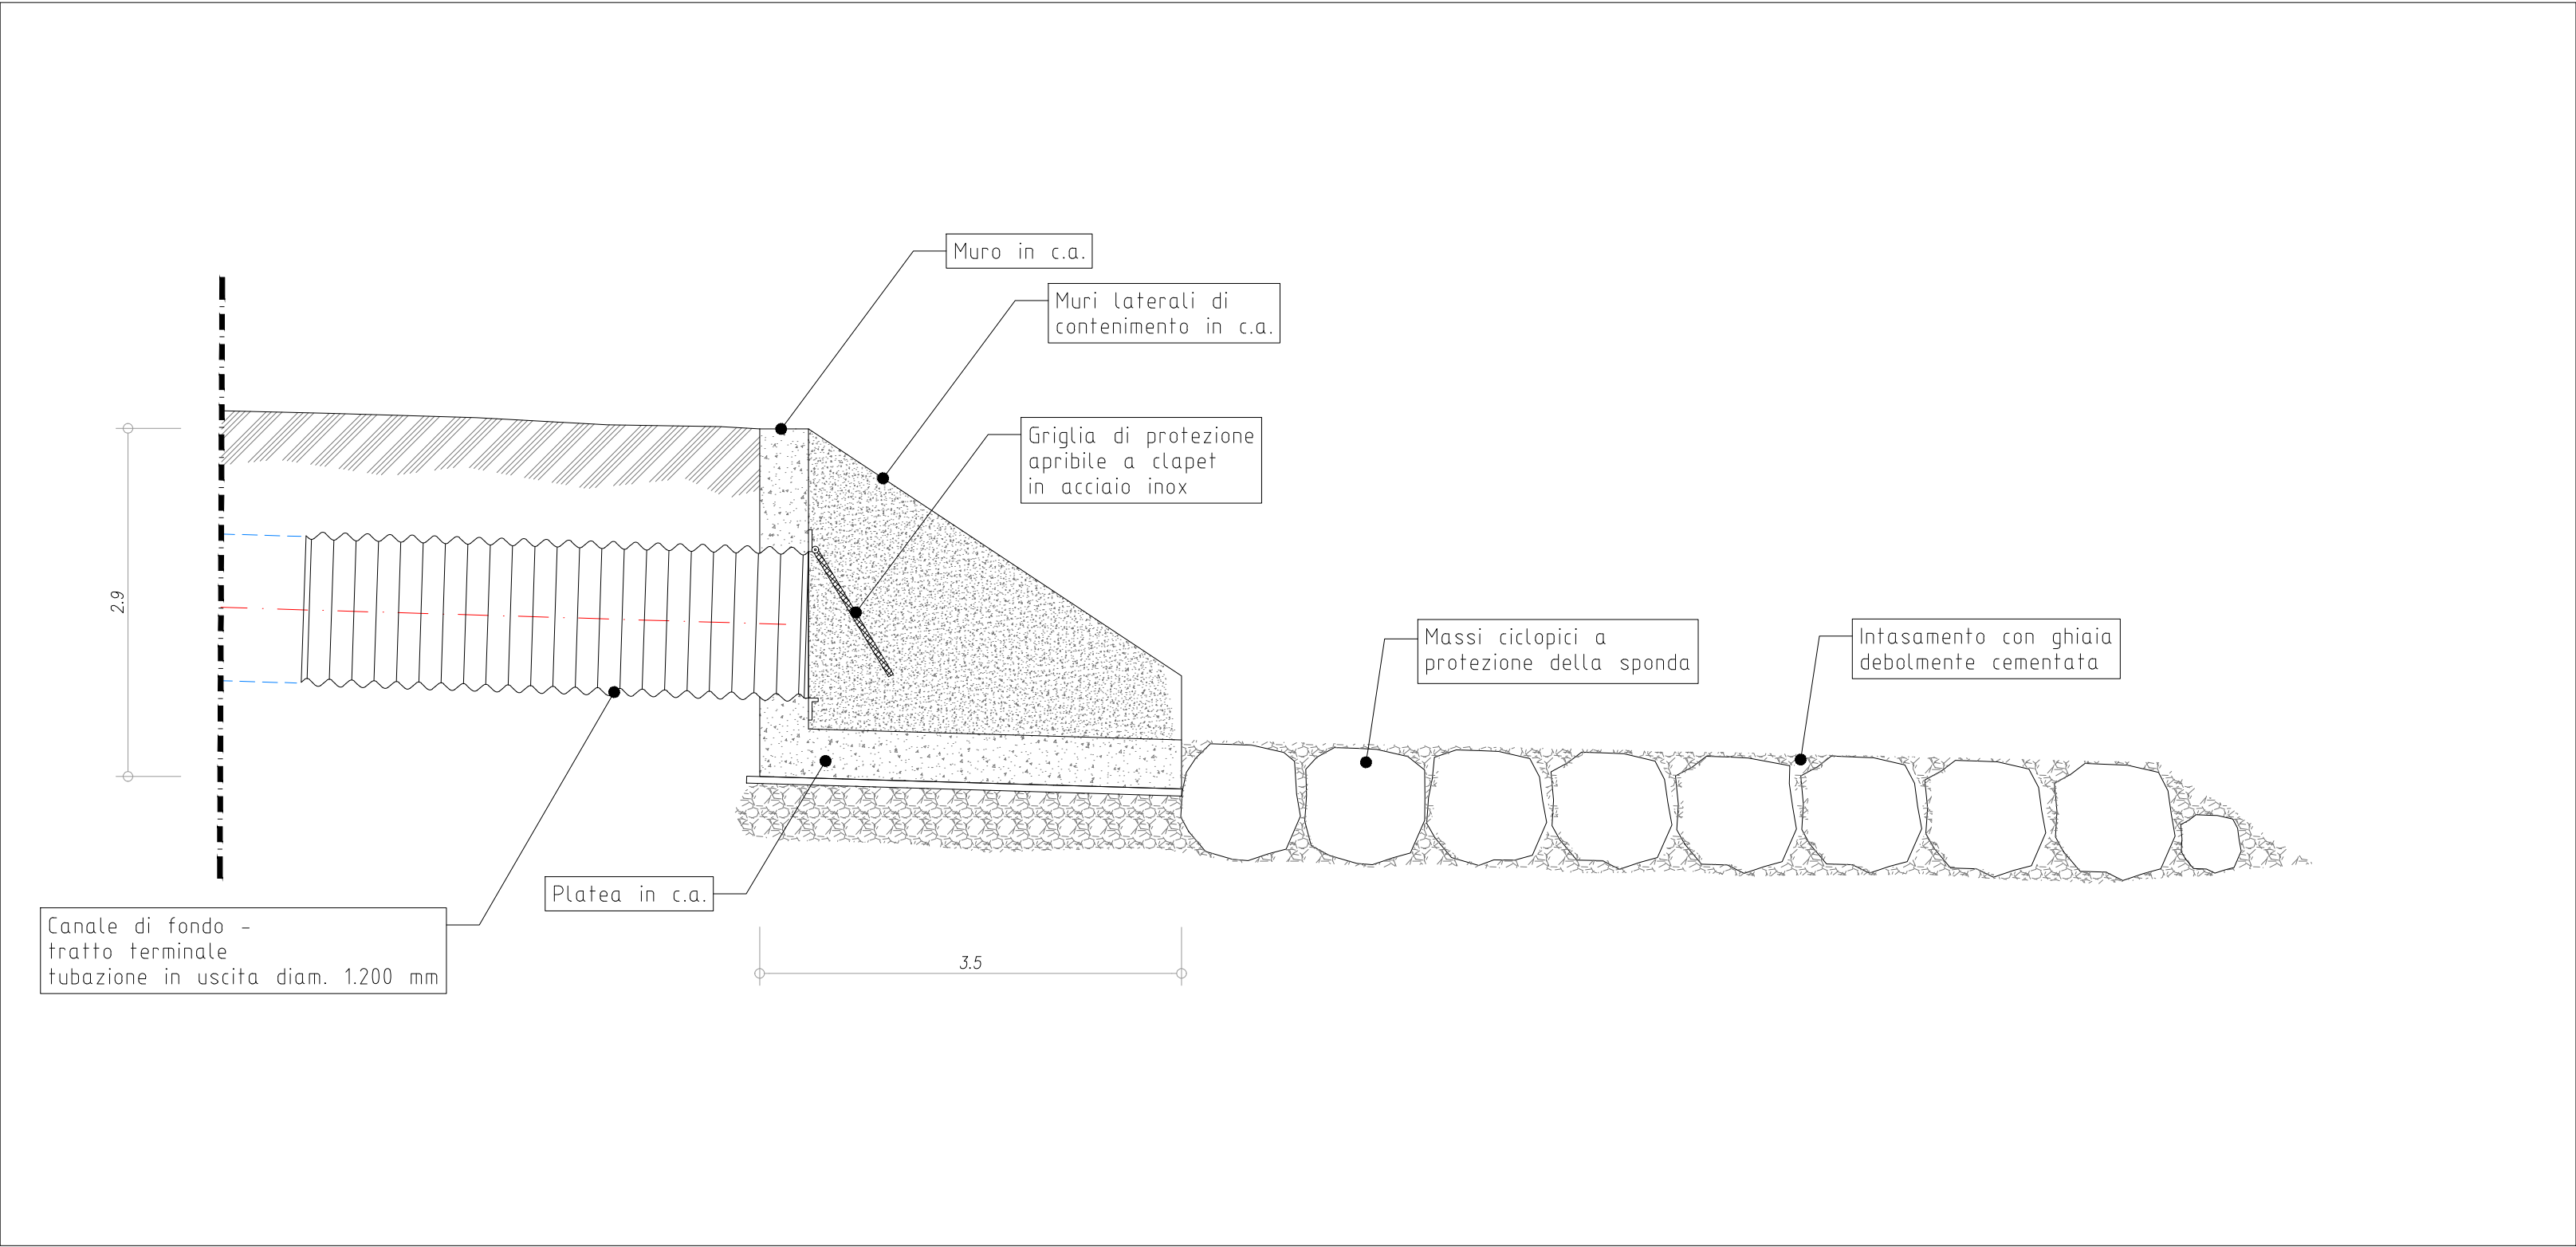 Muro in c.a.
Muri laterali di
contenimento in c.a.
Griglia di protezione
apribile a clapet
in acciaio inox
2.9
Massi ciclopici a
protezione della sponda
Intasamento con ghiaia
debolmente cementata
Platea in c.a.
Canale di fondo -
tratto terminale
tubazione in uscita diam. 1.200 mm
3.5